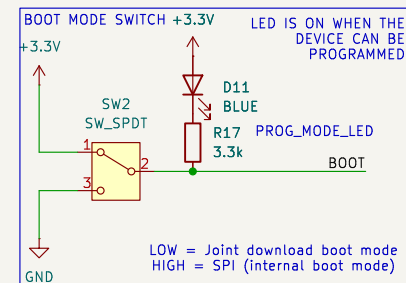 BOOT MODE SWITCH
+3.3V
LED IS ON WHEN THE
DEVICE CAN BE
PROGRAMMED
+3.3V
D11
BLUE
SW2
SW_SPDT
R17
3.3k
PROG_MODE_LED
1
2
3
BOOT
LOW = Joint download boot mode
HIGH = SPI (internal boot mode)
GND